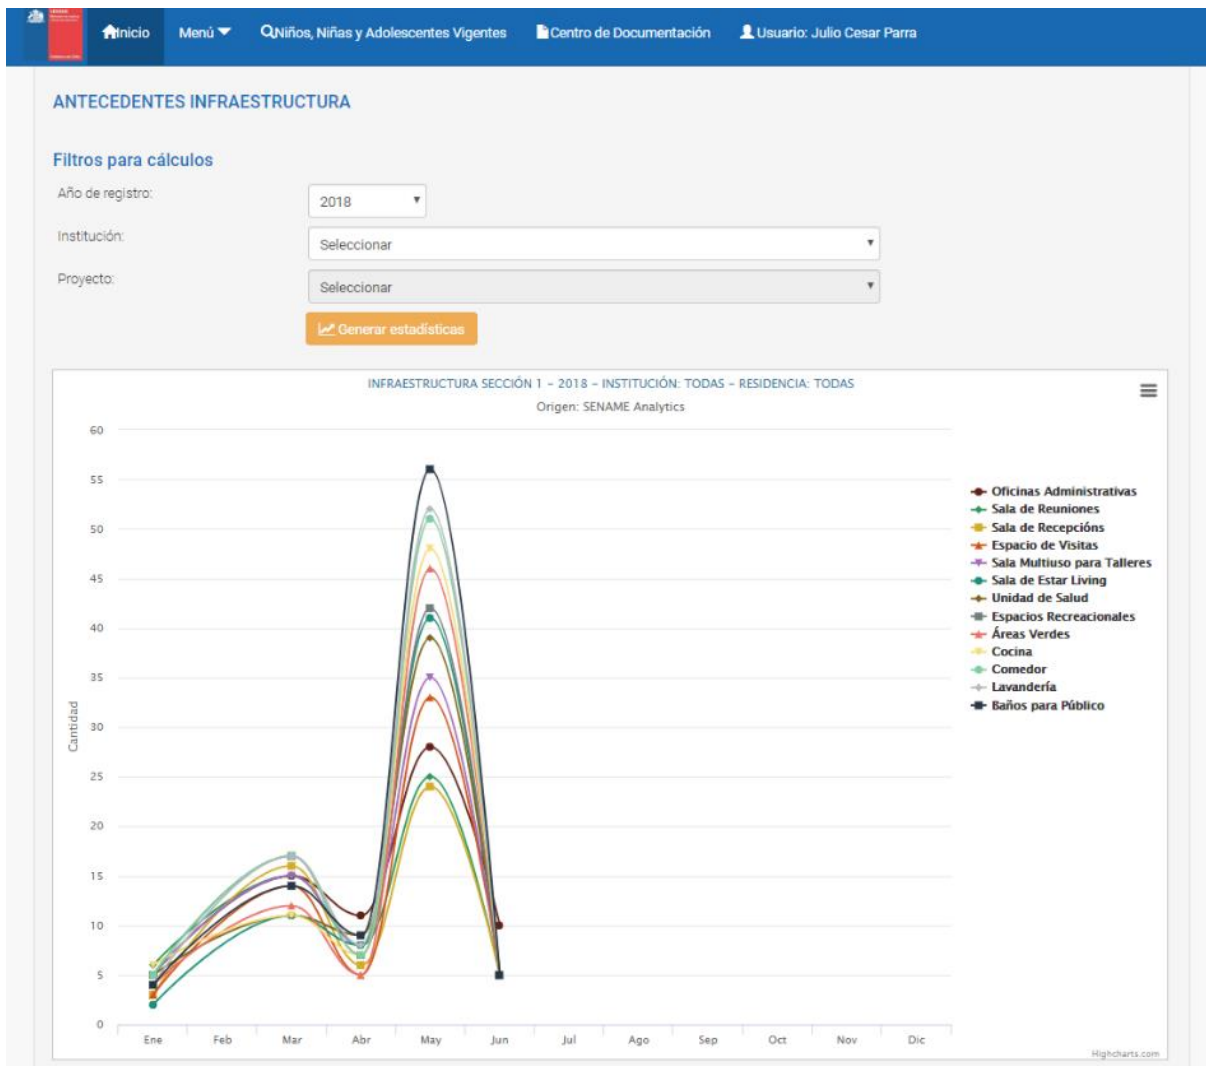 Inicio Menú Niños, Niñas y Adolescentes Vigentes Centro de Documentación Usuario: Julio Cesar Parra
ANTECEDENTES INFRAESTRUCTURA
Filtros para cálculos
Año de registro: 2018
Institución: Seleccionar
Proyecto: Seleccionar
Generar estadísticas
INFRAESTRUCTURA SECCIÓN 1 - 2018 - INSTITUCIÓN: TODAS - RESIDENCIA: TODAS
Origen: SENAME Analytics
Cantidad
60
55
50
45
40
35
30
25
20
15
10
5
0
Ene Feb Mar Abr May Jun Jul Ago Sep Oct Nov Dic
Oficinas Administrativas
Sala de Reuniones
Sala de Recepcións
Espacio de Visitas
Sala Multiuso para Talleres
Sala de Estar Living
Unidad de Salud
Espacios Recreacionales
Áreas Verdes
Cocina
Comedor
Lavandería
Baños para Público
Highcharts.com